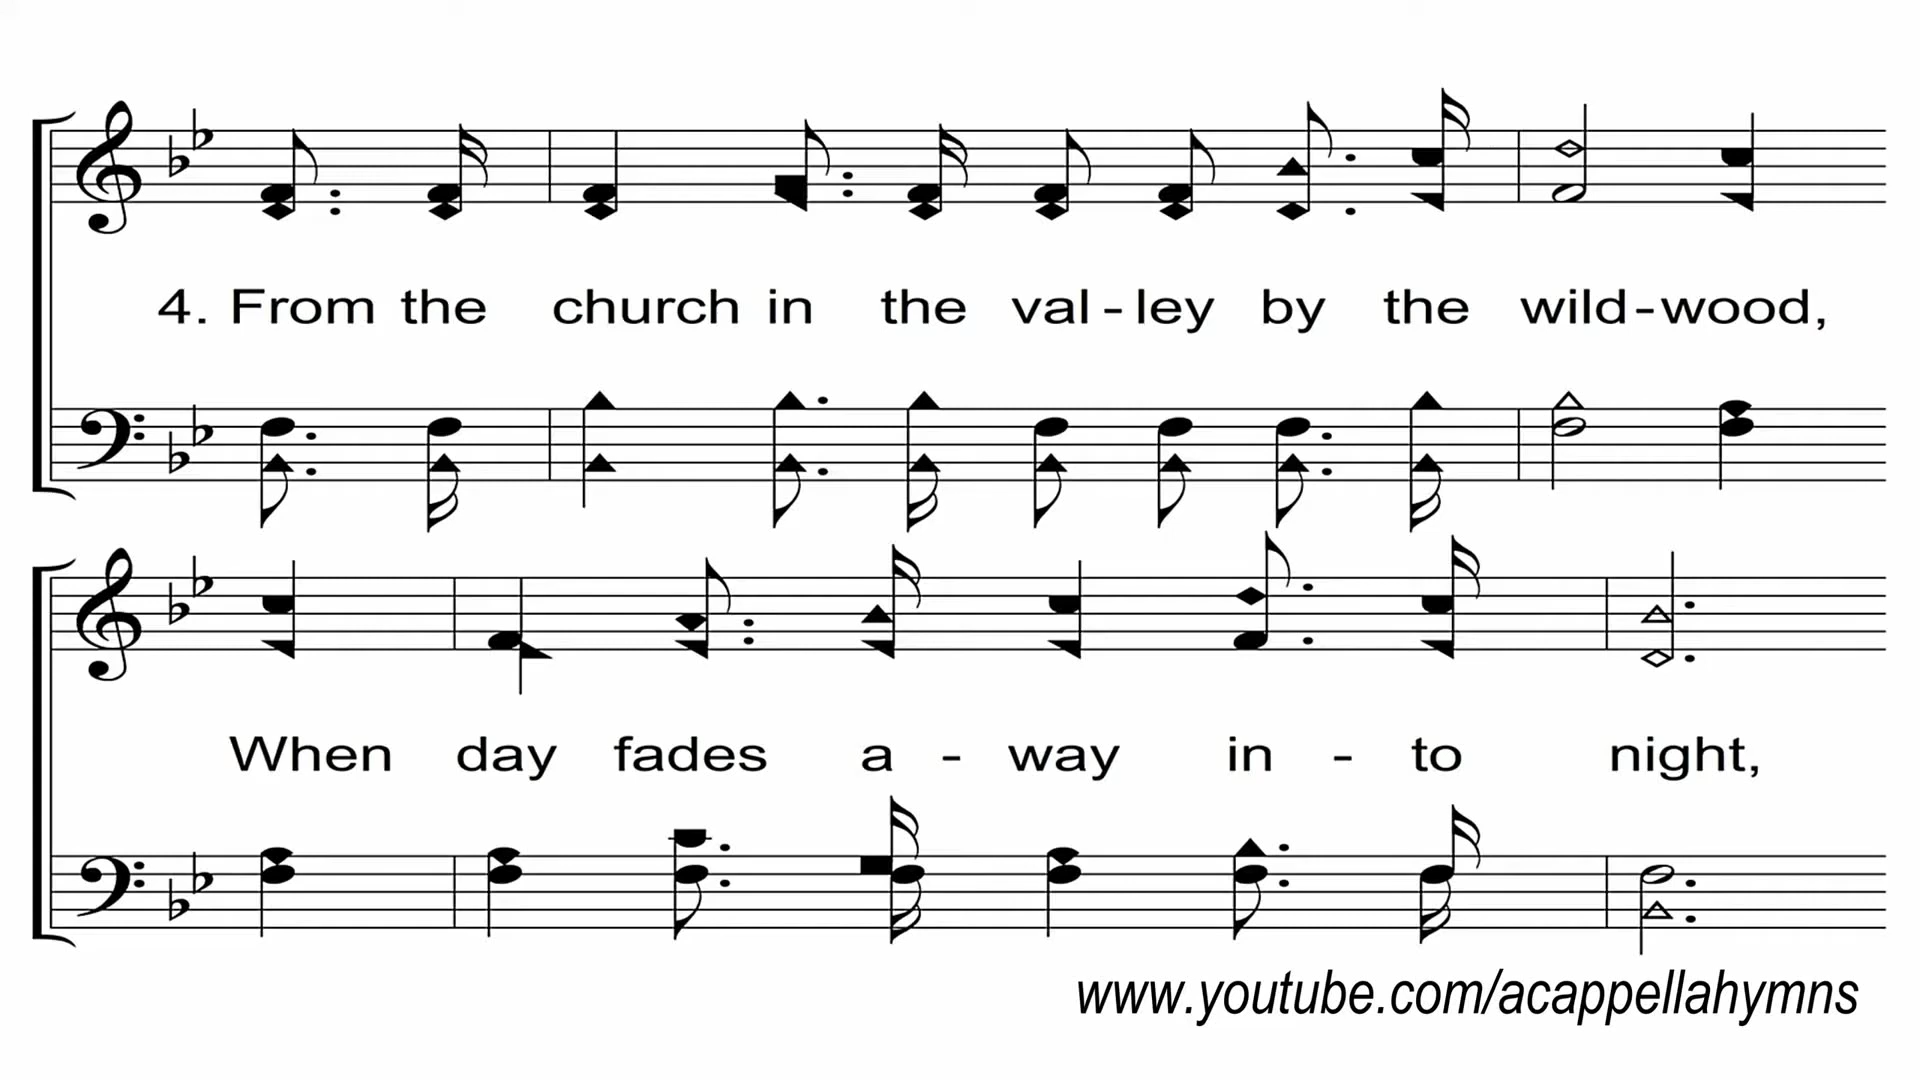 4. From the church in the val - ley by the wild - wood,
When day fades a - way in - to night,
www.youtube.com/acappellahymns